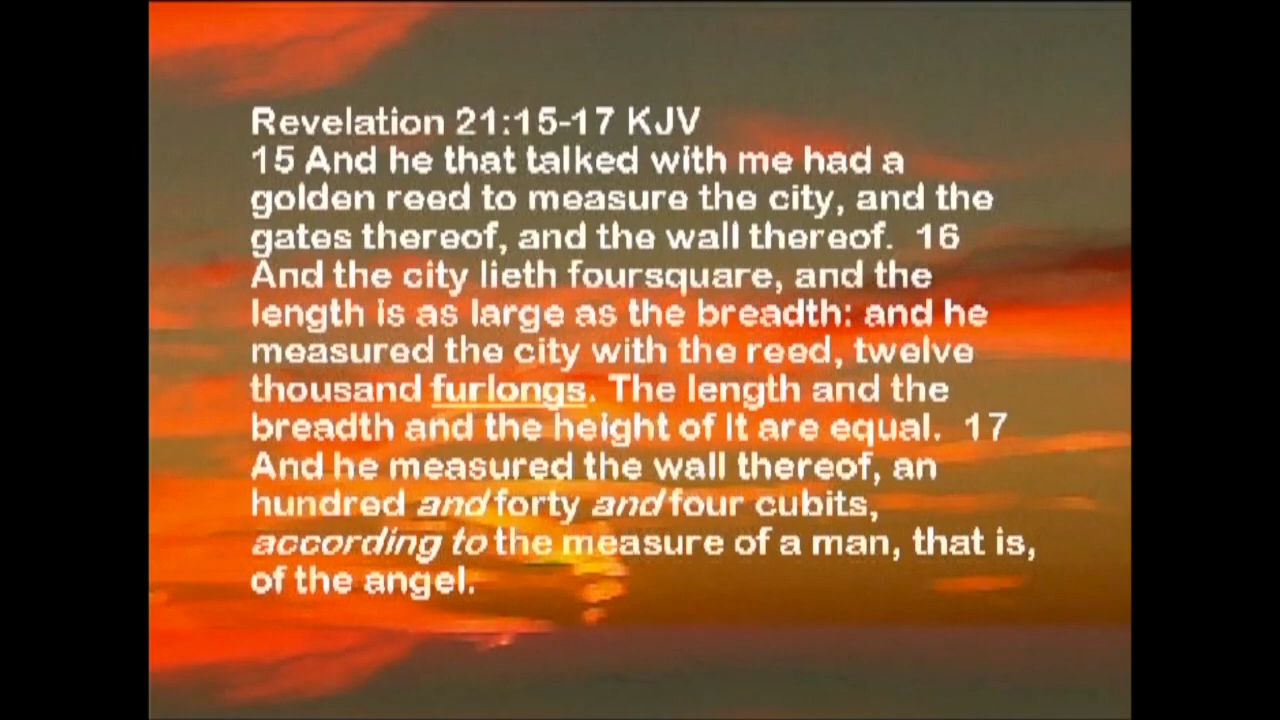 Revelation 21:15-17 KJV
15 And he that talked with me had a
golden reed to measure the city, and the
gates thereof, and the wall thereof.  16
And the city lieth foursquare, and the
length is as large as the breadth: and he
measured the city with the reed, twelve
thousand furlongs. The length and the
breadth and the height of it are equal.  17
And he measured the wall thereof, an
hundred and forty and four cubits,
according to the measure of a man, that is,
of the angel.